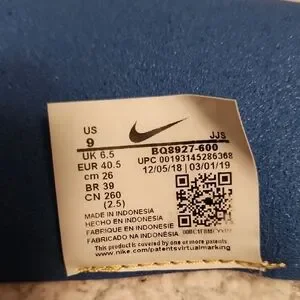 US
9
UK 6.5
EUR 40.5
cm 26
BR 39
CN 260
(2.5)
JJS
BQ8927-600
UPC 00193145286368
12/05/18 03/01/19
MADE IN INDONESIA
HECHO EN INDONESIA
FABRIQUE EN INDONESIE
FABRICADO NA INDONÉSIA
This product is covered by one or more patents
www.nike.com/patentsvirtualmarking